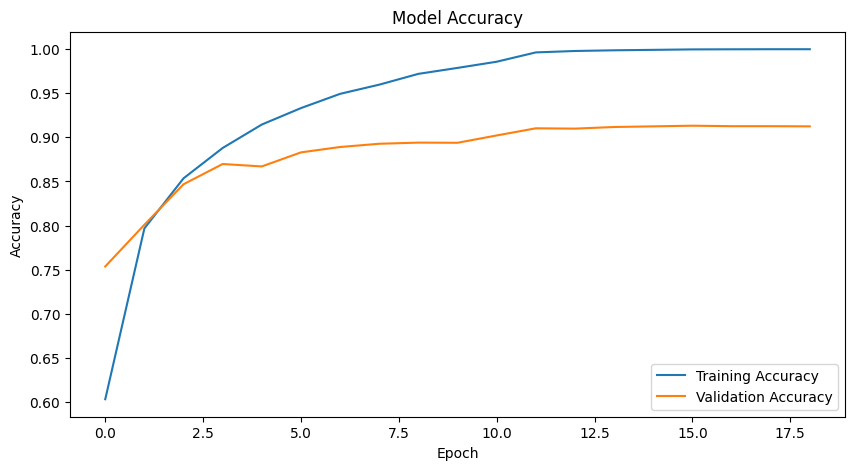 Model Accuracy
1.00
0.95
0.90
0.85
0.80
0.75
0.70
0.65
0.60
Accuracy
0.0 2.5 5.0 7.5 10.0 12.5 15.0 17.5
Epoch
Training Accuracy
Validation Accuracy